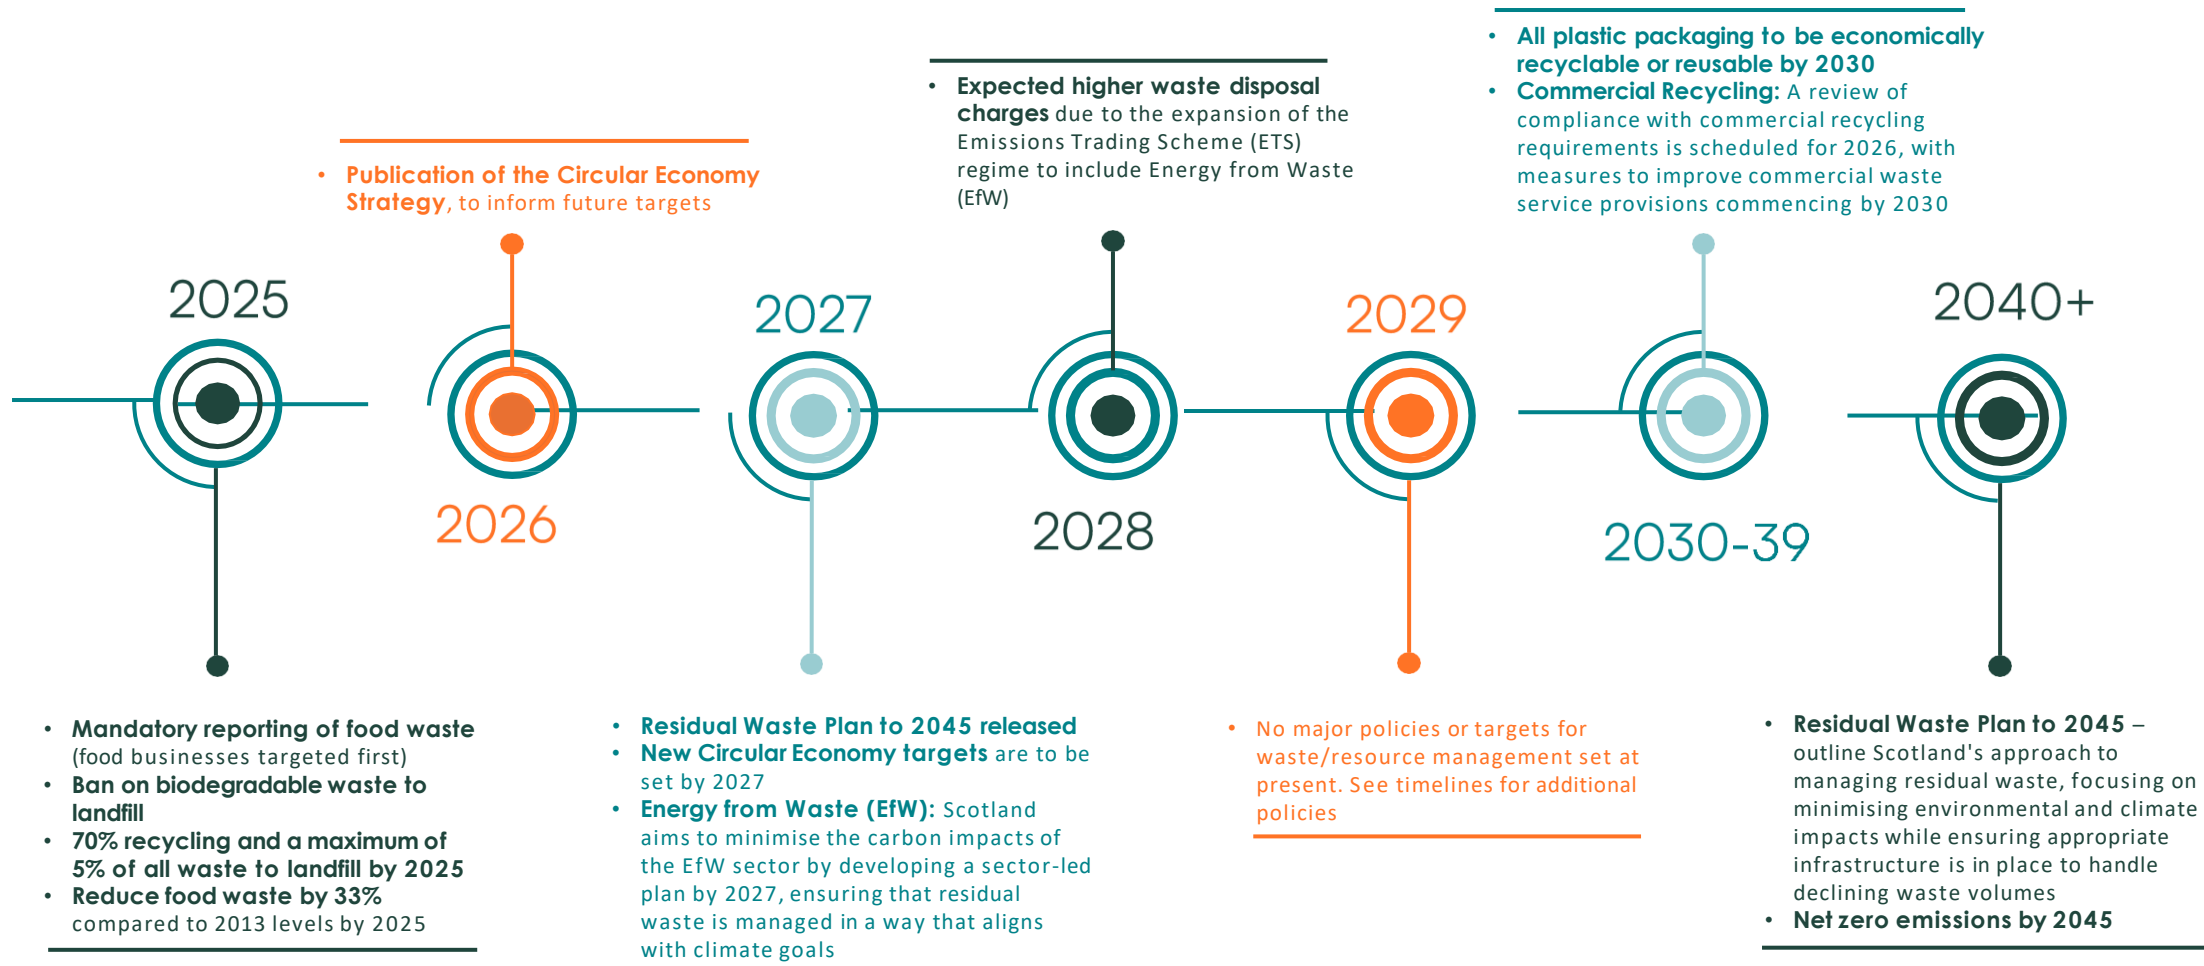 2025
• Mandatory reporting of food waste
(food businesses targeted first)
• Ban on biodegradable waste to
landfill
• 70% recycling and a maximum of
5% of all waste to landfill by 2025
• Reduce food waste by 33%
compared to 2013 levels by 2025
• Publication of the Circular Economy
Strategy, to inform future targets
2026
2027
• Residual Waste Plan to 2045 released
• New Circular Economy targets are to be
set by 2027
• Energy from Waste (EfW): Scotland
aims to minimise the carbon impacts of
the EfW sector by developing a sector-led
plan by 2027, ensuring that residual
waste is managed in a way that aligns
with climate goals
• Expected higher waste disposal
charges due to the expansion of the
Emissions Trading Scheme (ETS)
regime to include Energy from Waste
(EfW)
2028
2029
• No major policies or targets for
waste/resource management set at
present. See timelines for additional
policies
• All plastic packaging to be economically
recyclable or reusable by 2030
• Commercial Recycling: A review of
compliance with commercial recycling
requirements is scheduled for 2026, with
measures to improve commercial waste
service provisions commencing by 2030
2030-39
2040+
• Residual Waste Plan to 2045 –
outline Scotland's approach to
managing residual waste, focusing on
minimising environmental and climate
impacts while ensuring appropriate
infrastructure is in place to handle
declining waste volumes
• Net zero emissions by 2045